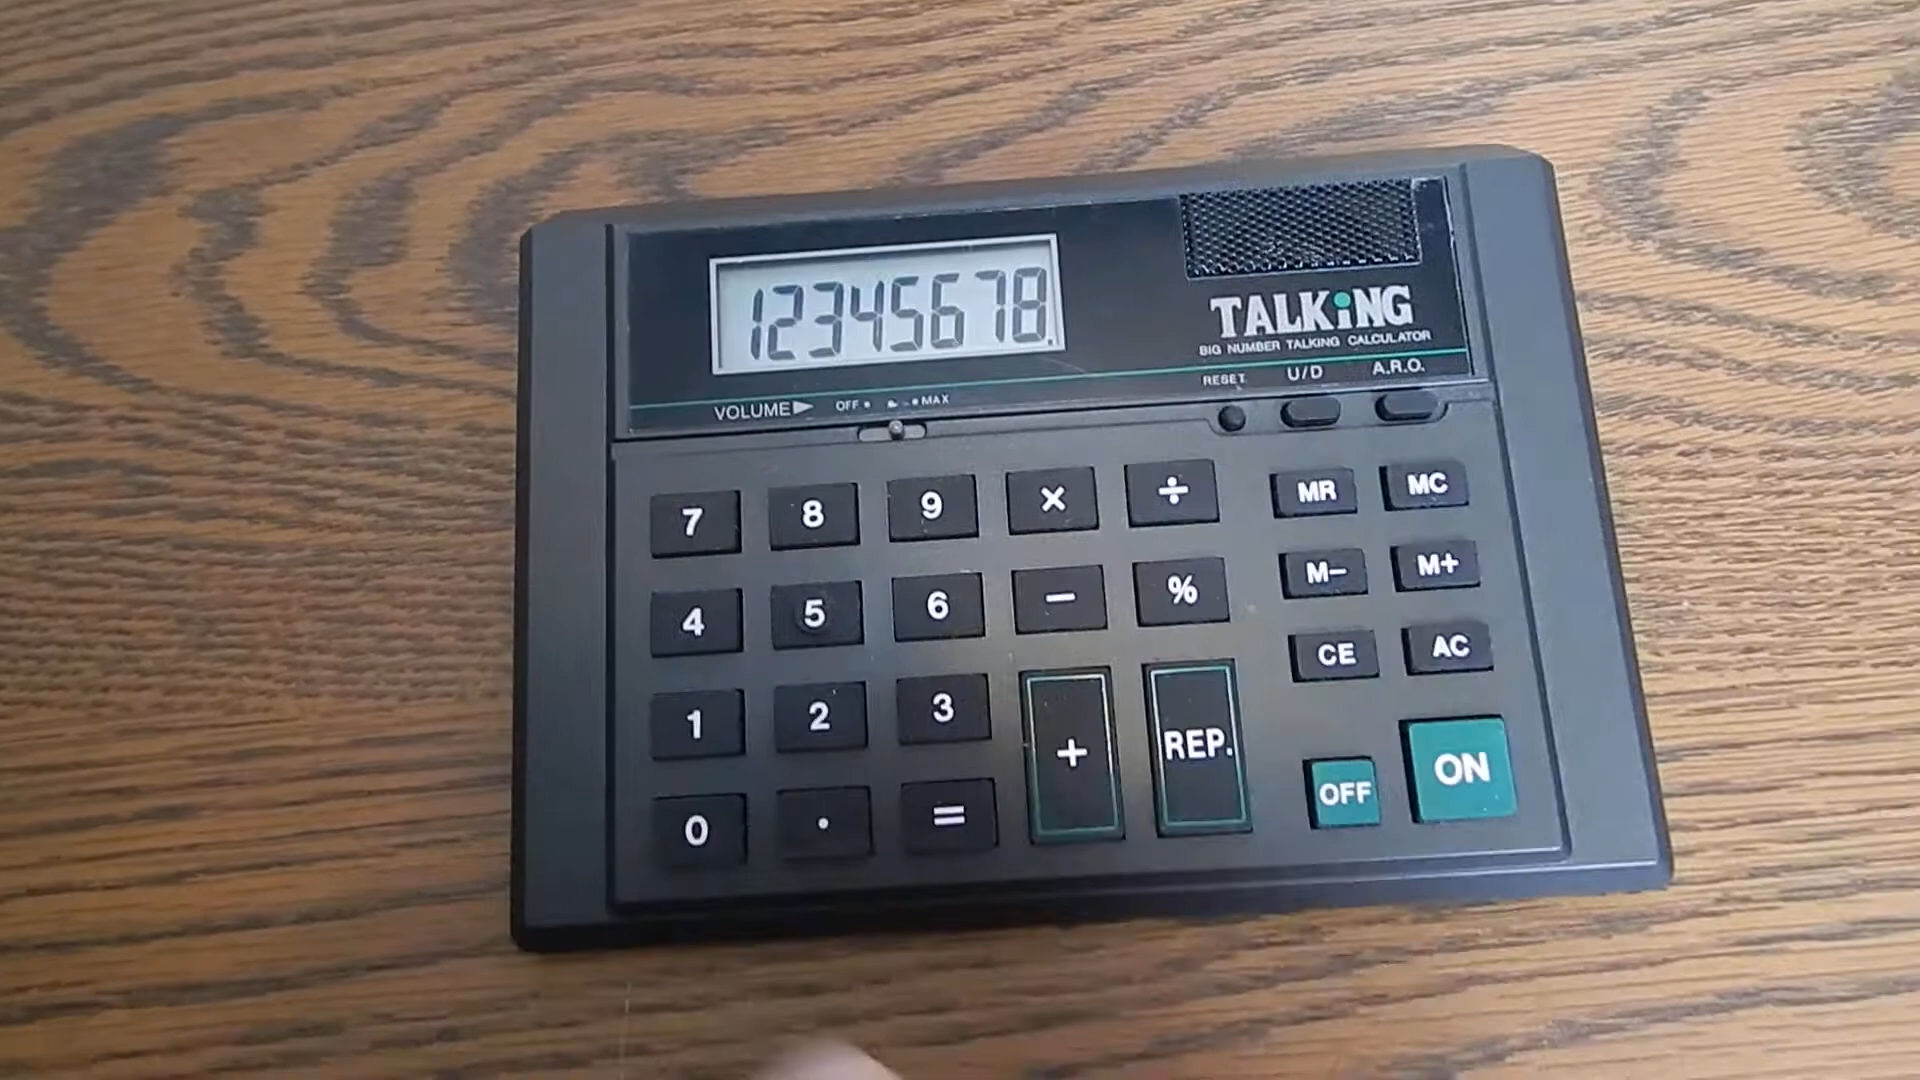 12345678.
TALKiNG
BIG NUMBER TALKING CALCULATOR
RESET U/D A.R.O.
VOLUME OFF MAX
7 8 9 × ÷ MR MC
4 5 6 − % M− M+
CE AC
1 2 3 + REP.
0 . = OFF ON